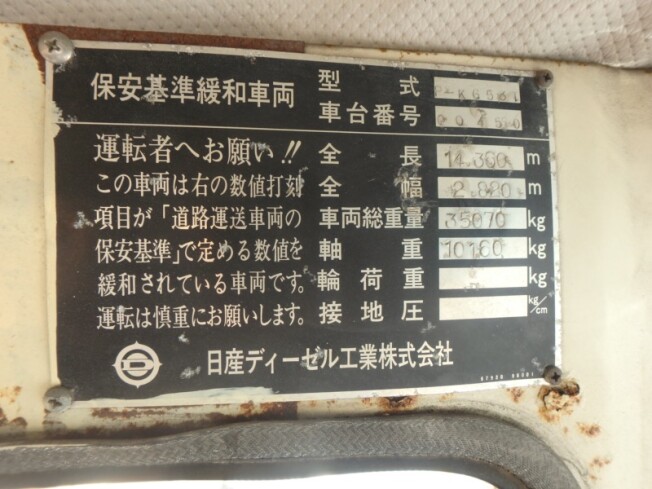 保安基準緩和車両
型式
車台番号
運転者へお願い!!
この車両は右の数値打刻
項目が「道路運送車両の
保安基準」で定める数値を
緩和されている車両です。
運転は慎重にお願いします。
全長 14.360 m
全幅 2.880 m
車両総重量 35070 kg
軸重 10160 kg
輪荷重 kg
接地圧 kg/cm
日産ディーゼル工業株式会社